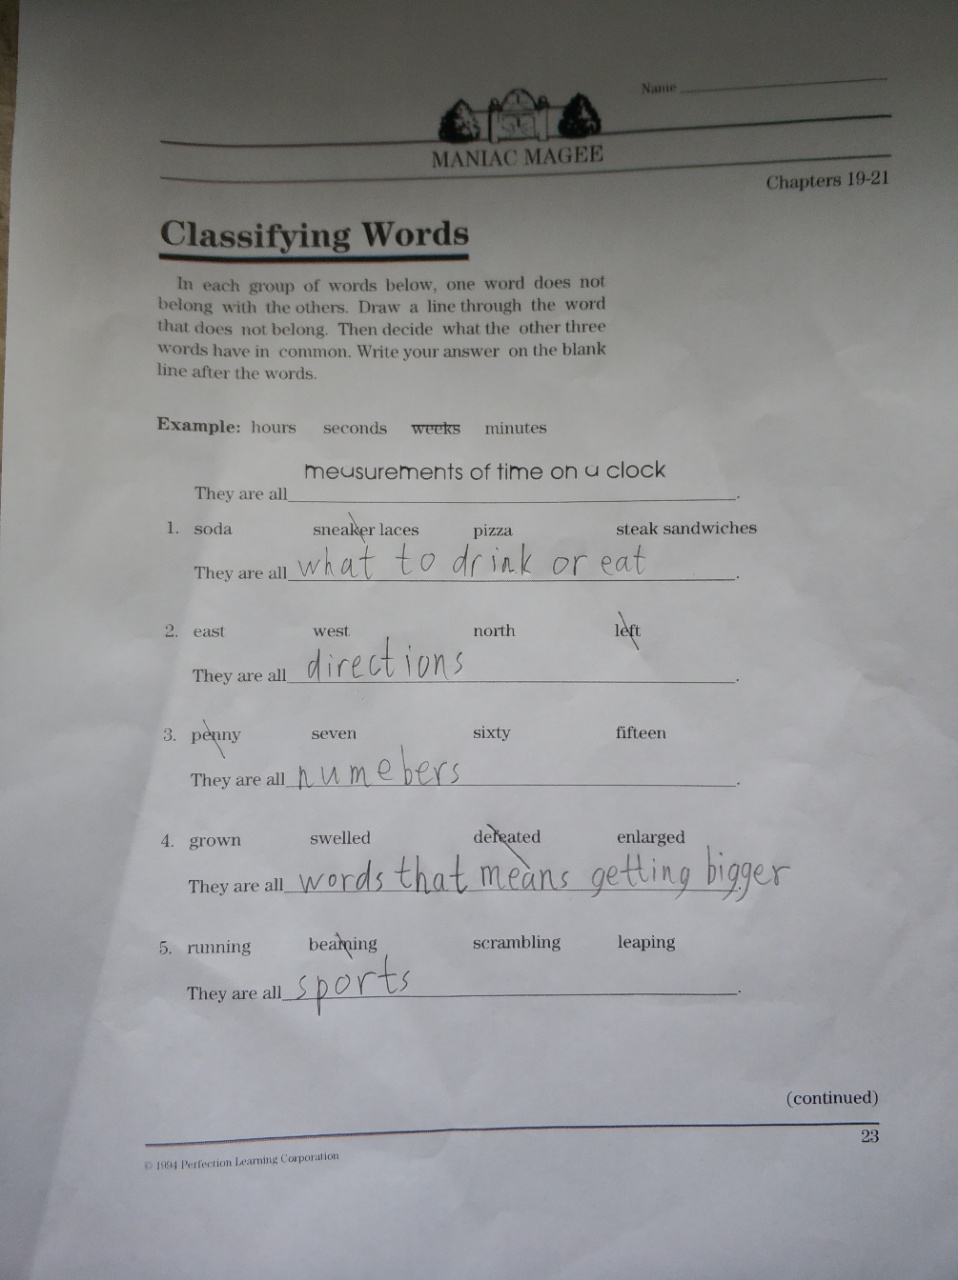 Name
MANIAC MAGEE
Chapters 19-21
Classifying Words
In each group of words below, one word does not
belong with the others. Draw a line through the word
that does not belong. Then decide what the other three
words have in common. Write your answer on the blank
line after the words.
Example: hours seconds weeks minutes
measurements of time on a clock
They are all .
1. soda sneaker laces pizza steak sandwiches
They are all what to drink or eat .
2. east west north left
They are all directions .
3. penny seven sixty fifteen
They are all numebers .
4. grown swelled defeated enlarged
They are all words that means getting bigger
5. running beaming scrambling leaping
They are all sports .
(continued)
23
© 1994 Perfection Learning Corporation